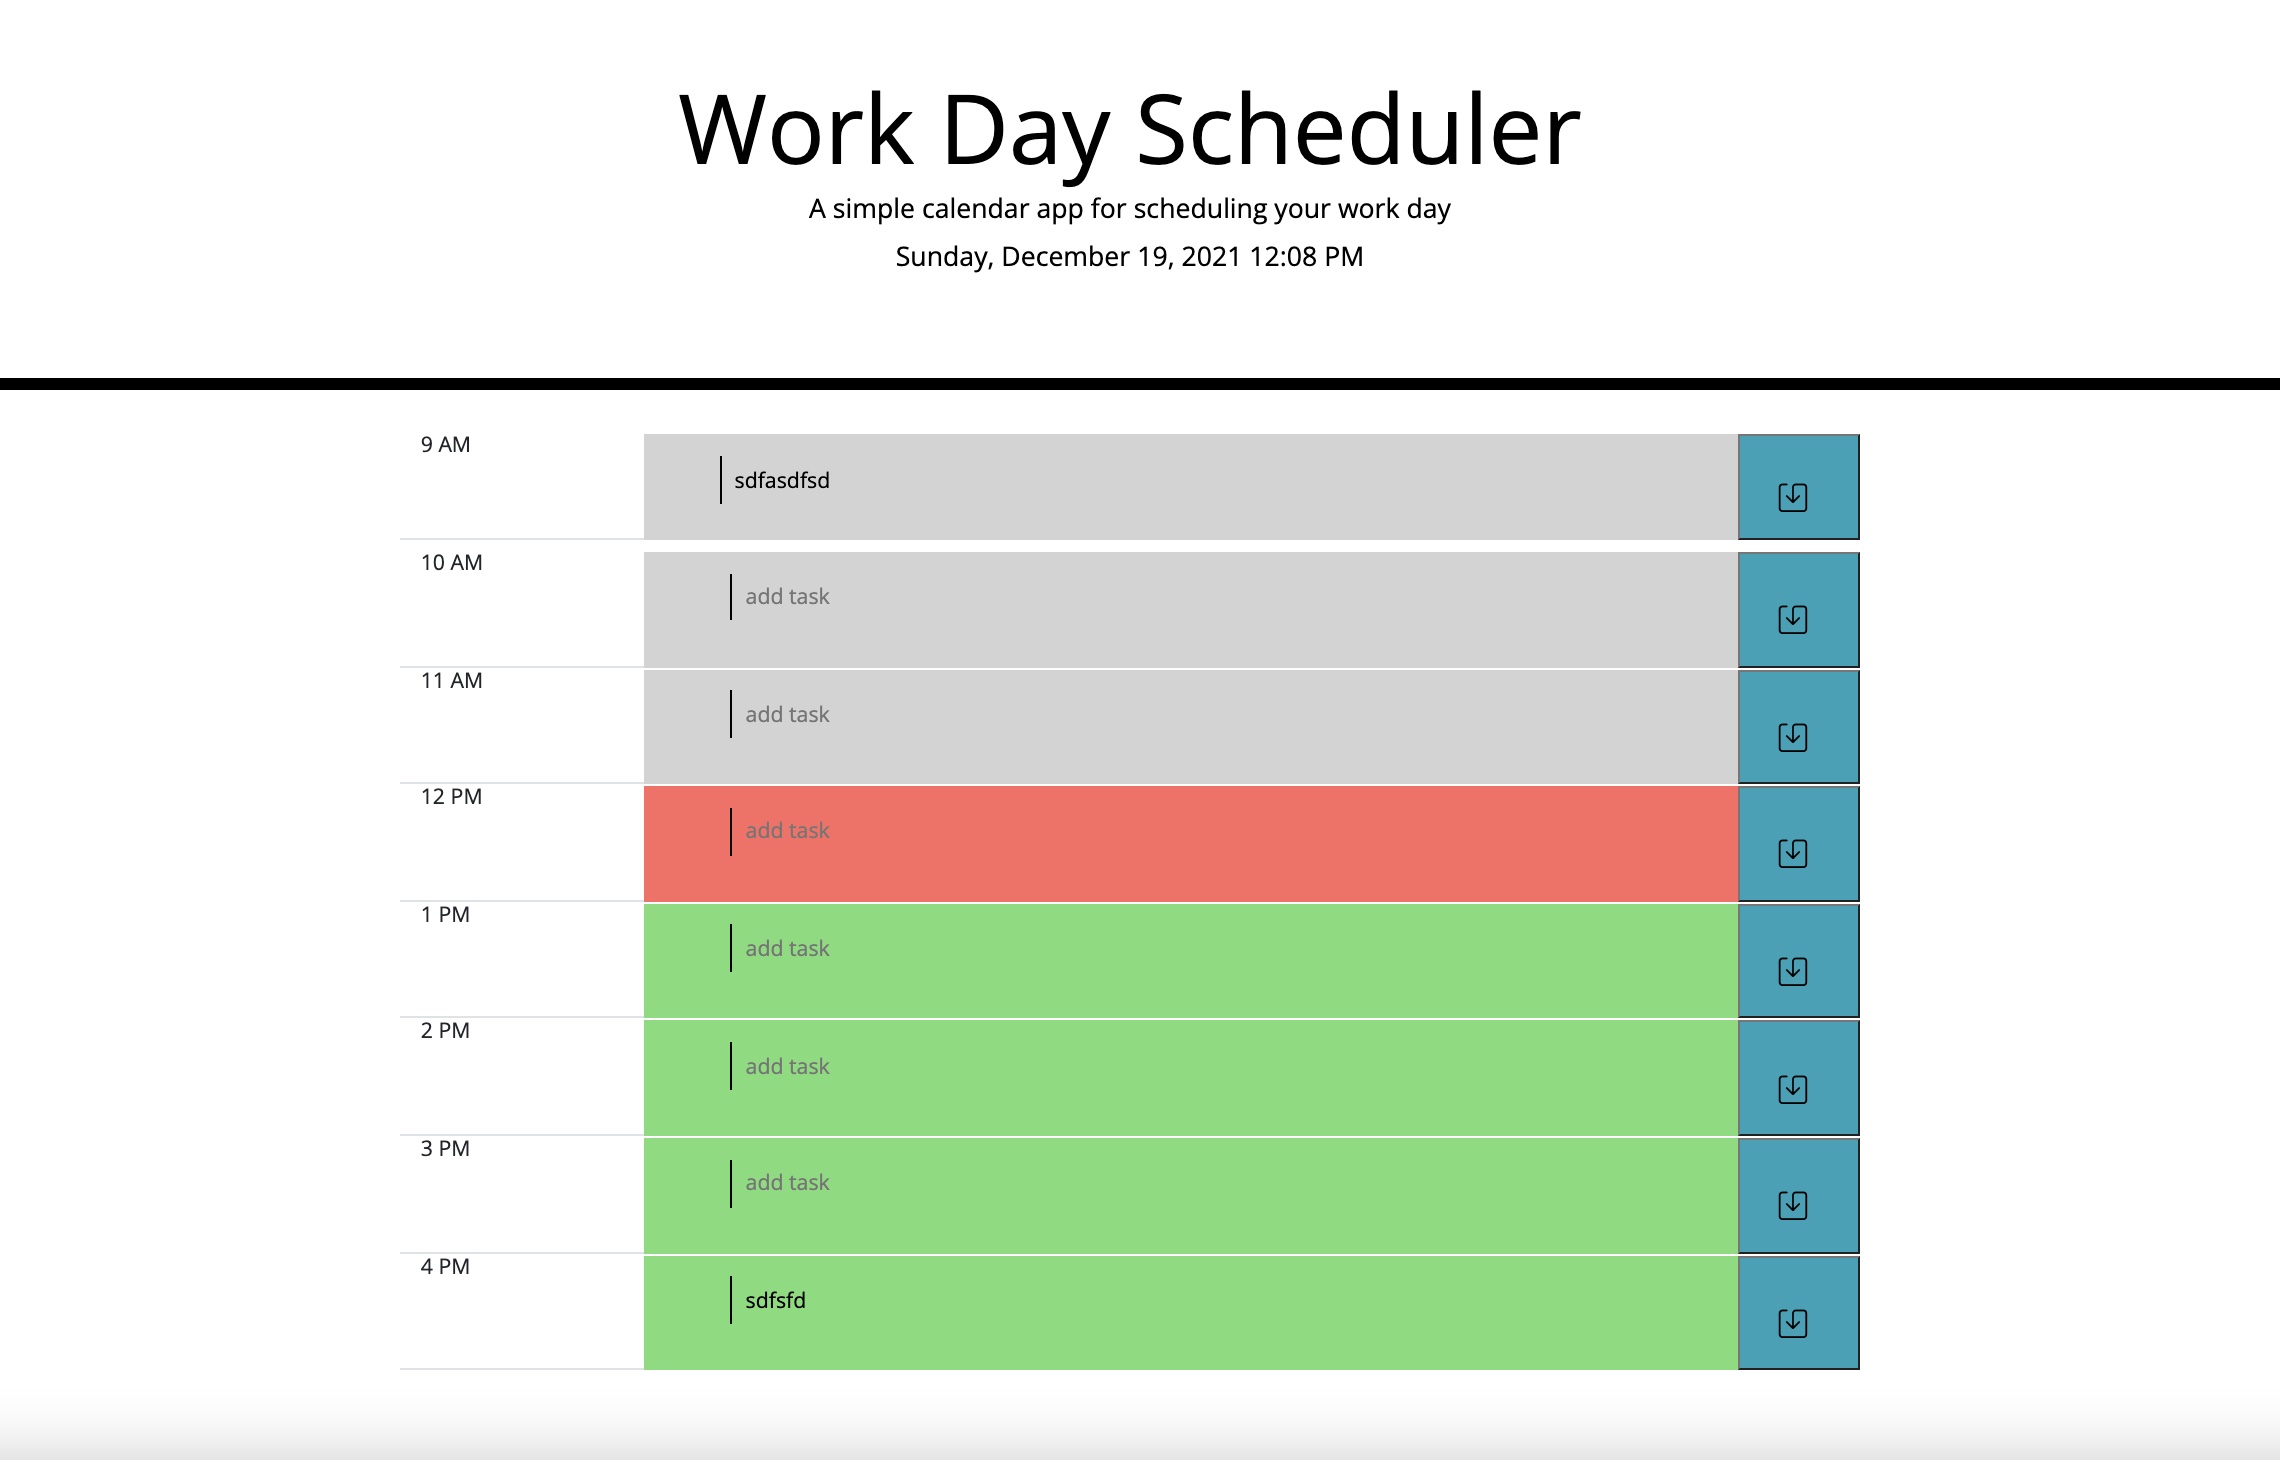 Work Day Scheduler
A simple calendar app for scheduling your work day
Sunday, December 19, 2021 12:08 PM
9 AM
sdfasdfsd
10 AM
add task
11 AM
add task
12 PM
add task
1 PM
add task
2 PM
add task
3 PM
add task
4 PM
sdfsfd